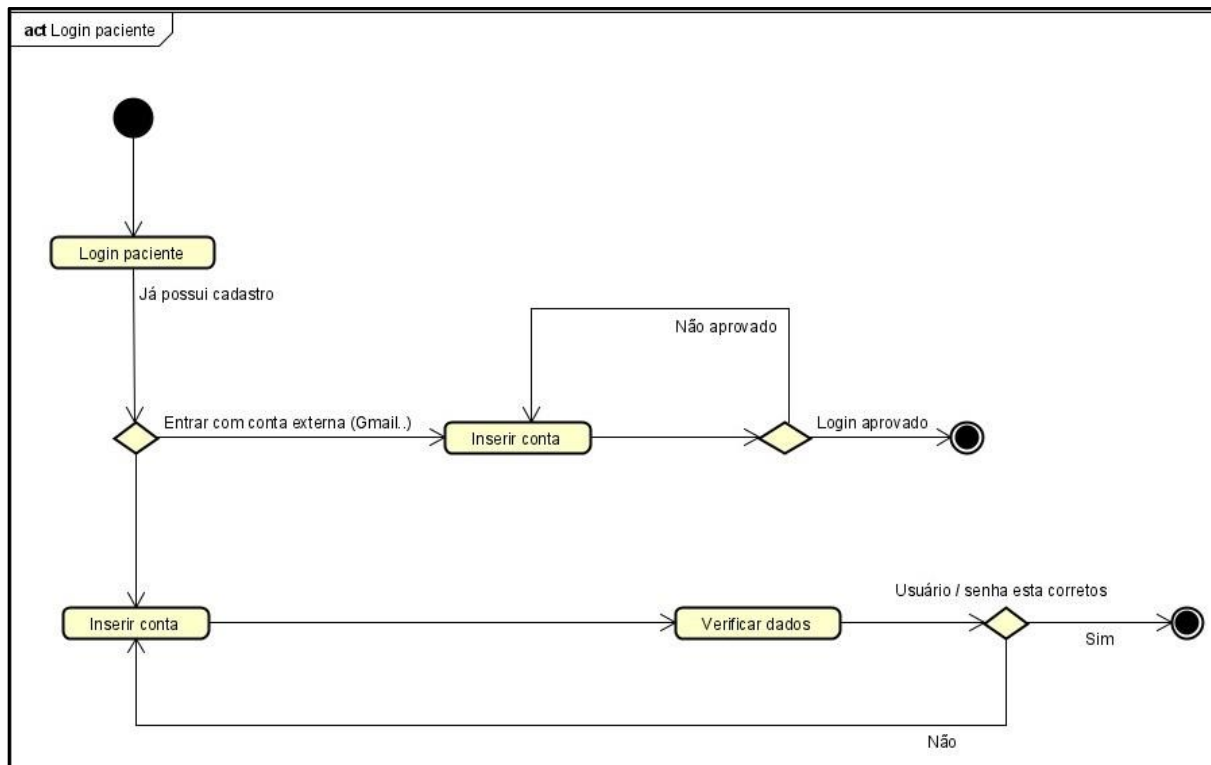 act Login paciente
Login paciente
Já possui cadastro
Não aprovado
Entrar com conta externa (Gmail..)
Inserir conta
Login aprovado
Usuário / senha esta corretos
Inserir conta
Verificar dados
Sim
Não